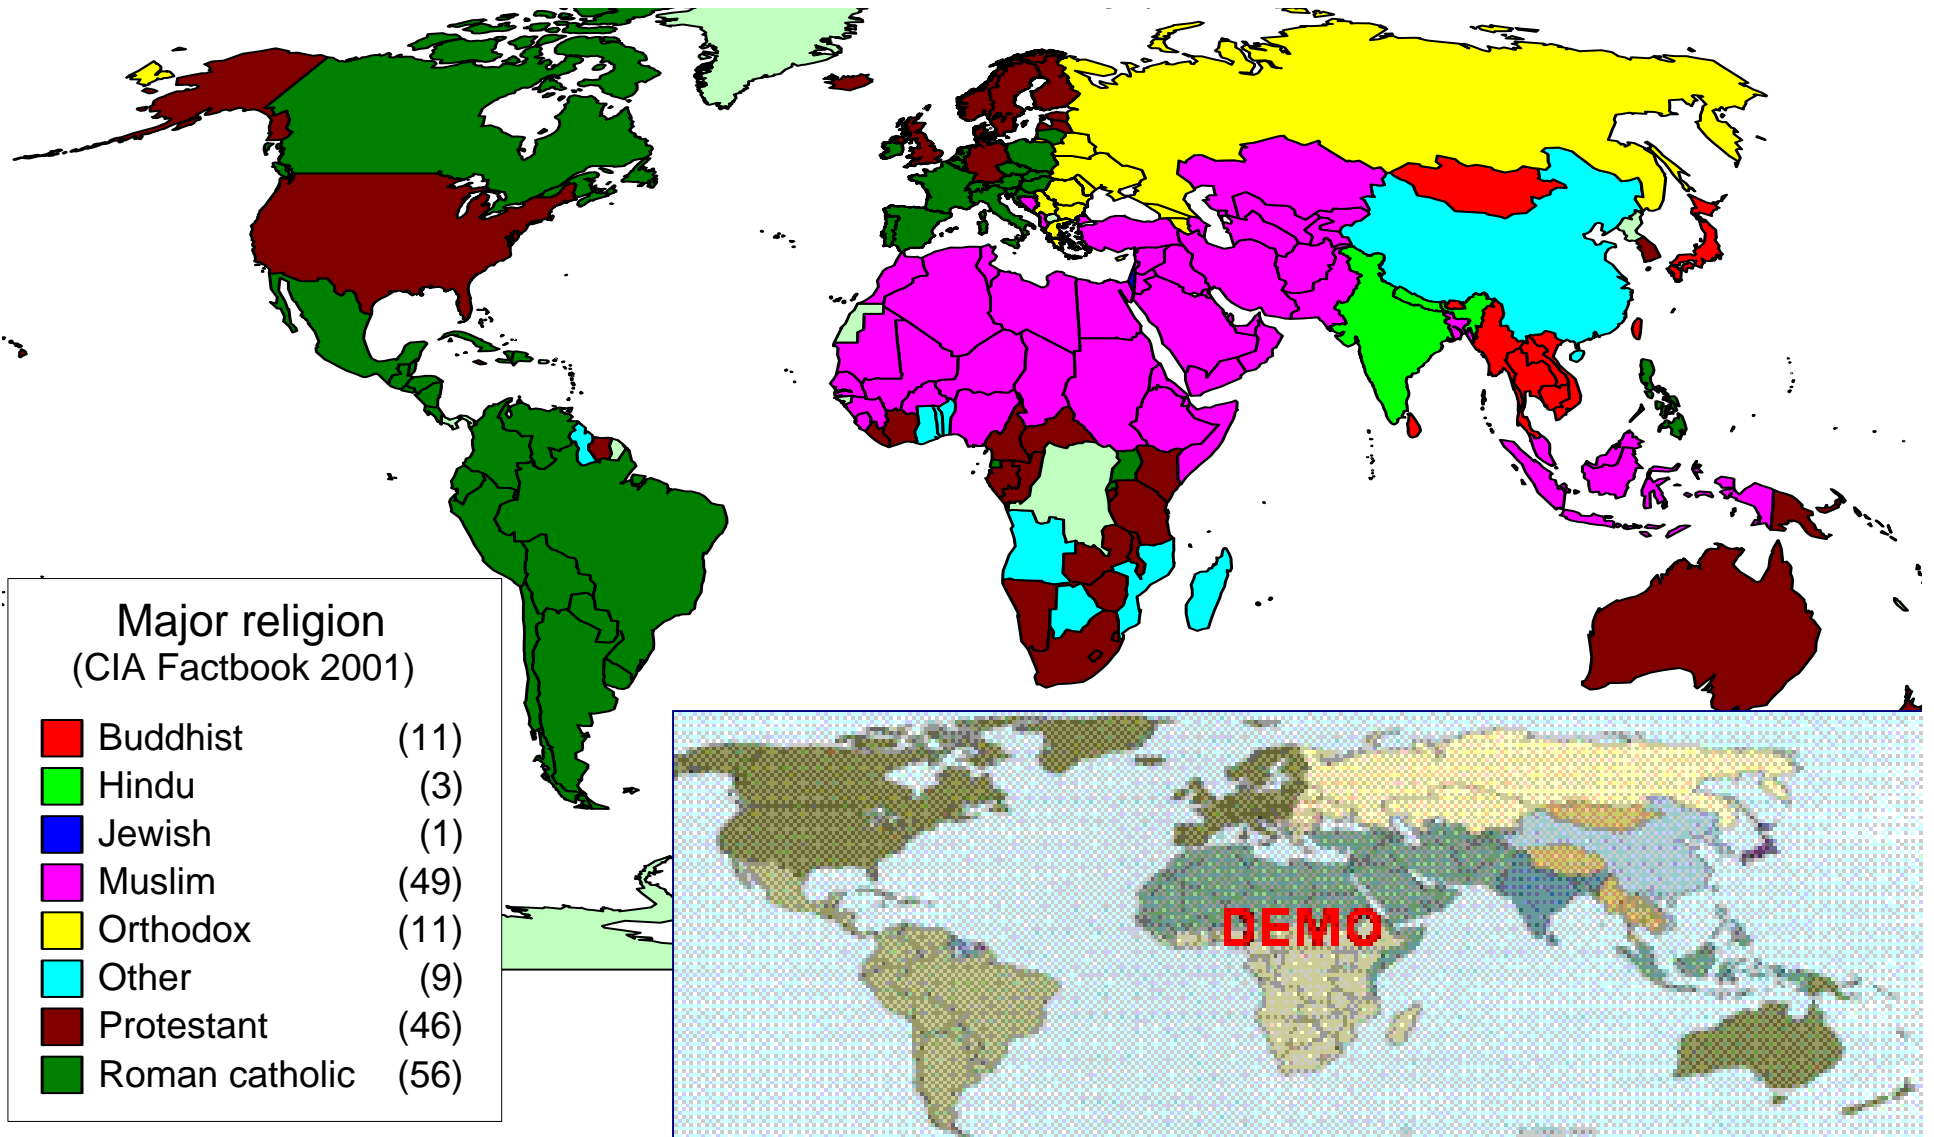 Major religion
(CIA Factbook 2001)
Buddhist (11)
Hindu (3)
Jewish (1)
Muslim (49)
Orthodox (11)
Other (9)
Protestant (46)
Roman catholic (56)
DEMO